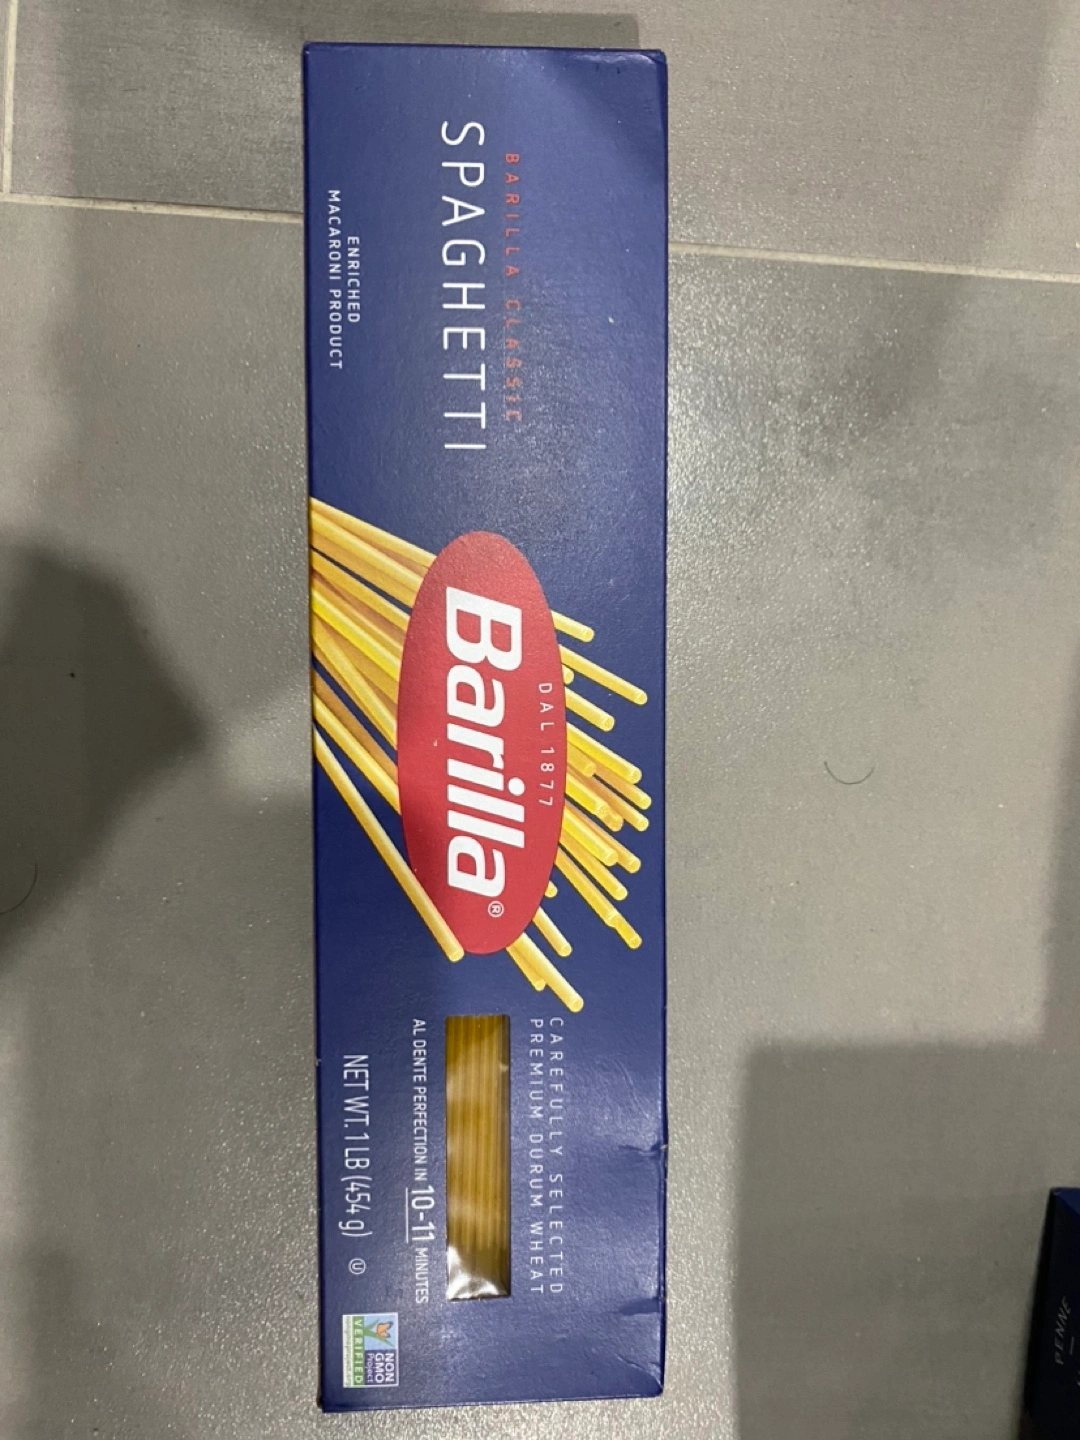 BARILLA CLASSIC
SPAGHETTI
ENRICHED
MACARONI PRODUCT
DAL 1877
Barilla®
CAREFULLY SELECTED
PREMIUM DURUM WHEAT
AL DENTE PERFECTION IN 10-11 MINUTES
NET WT. 1 LB (454 g) Ⓤ
NON
GMO
Project
VERIFIED
PENNE